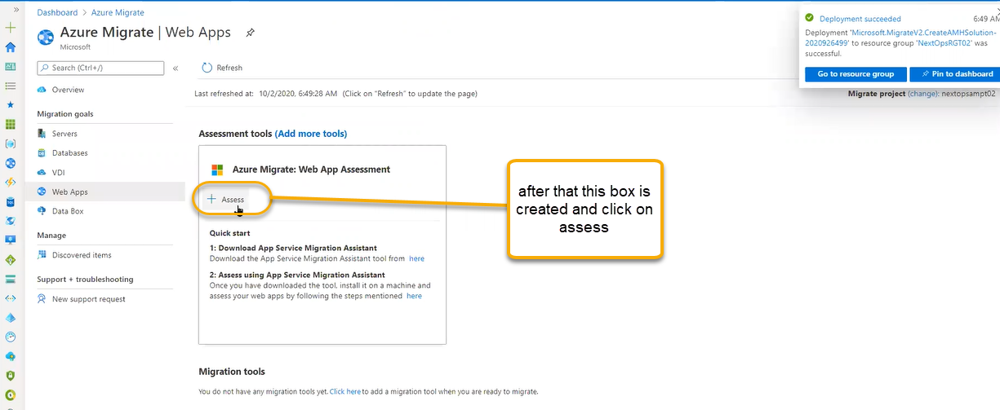 Dashboard > Azure Migrate
Azure Migrate | Web Apps
Microsoft
Search (Ctrl+/)
«
Overview
Migration goals
Servers
Databases
VDI
Web Apps
Data Box
Manage
Discovered items
Support + troubleshooting
New support request
Refresh
Last refreshed at: 10/2/2020, 6:49:28 AM (Click on "Refresh" to update the page)
Migrate project (change): nextopsampt02
Assessment tools (Add more tools)
Azure Migrate: Web App Assessment
+ Assess
Quick start
1: Download App Service Migration Assistant
Download the App Service Migration Assistant tool from here
2: Assess using App Service Migration Assistant
Once you have downloaded the tool, install it on a machine and
assess your web apps by following the steps mentioned here
Migration tools
You do not have any migration tools yet. Click here to add a migration tool when you are ready to migrate.
after that this box is
created and click on
assess
Deployment succeeded 6:49 AM
Deployment 'Microsoft.MigrateV2.CreateAMHSolution-
2020926499' to resource group 'NextOpsRGT02' was
successful.
Go to resource group
Pin to dashboard